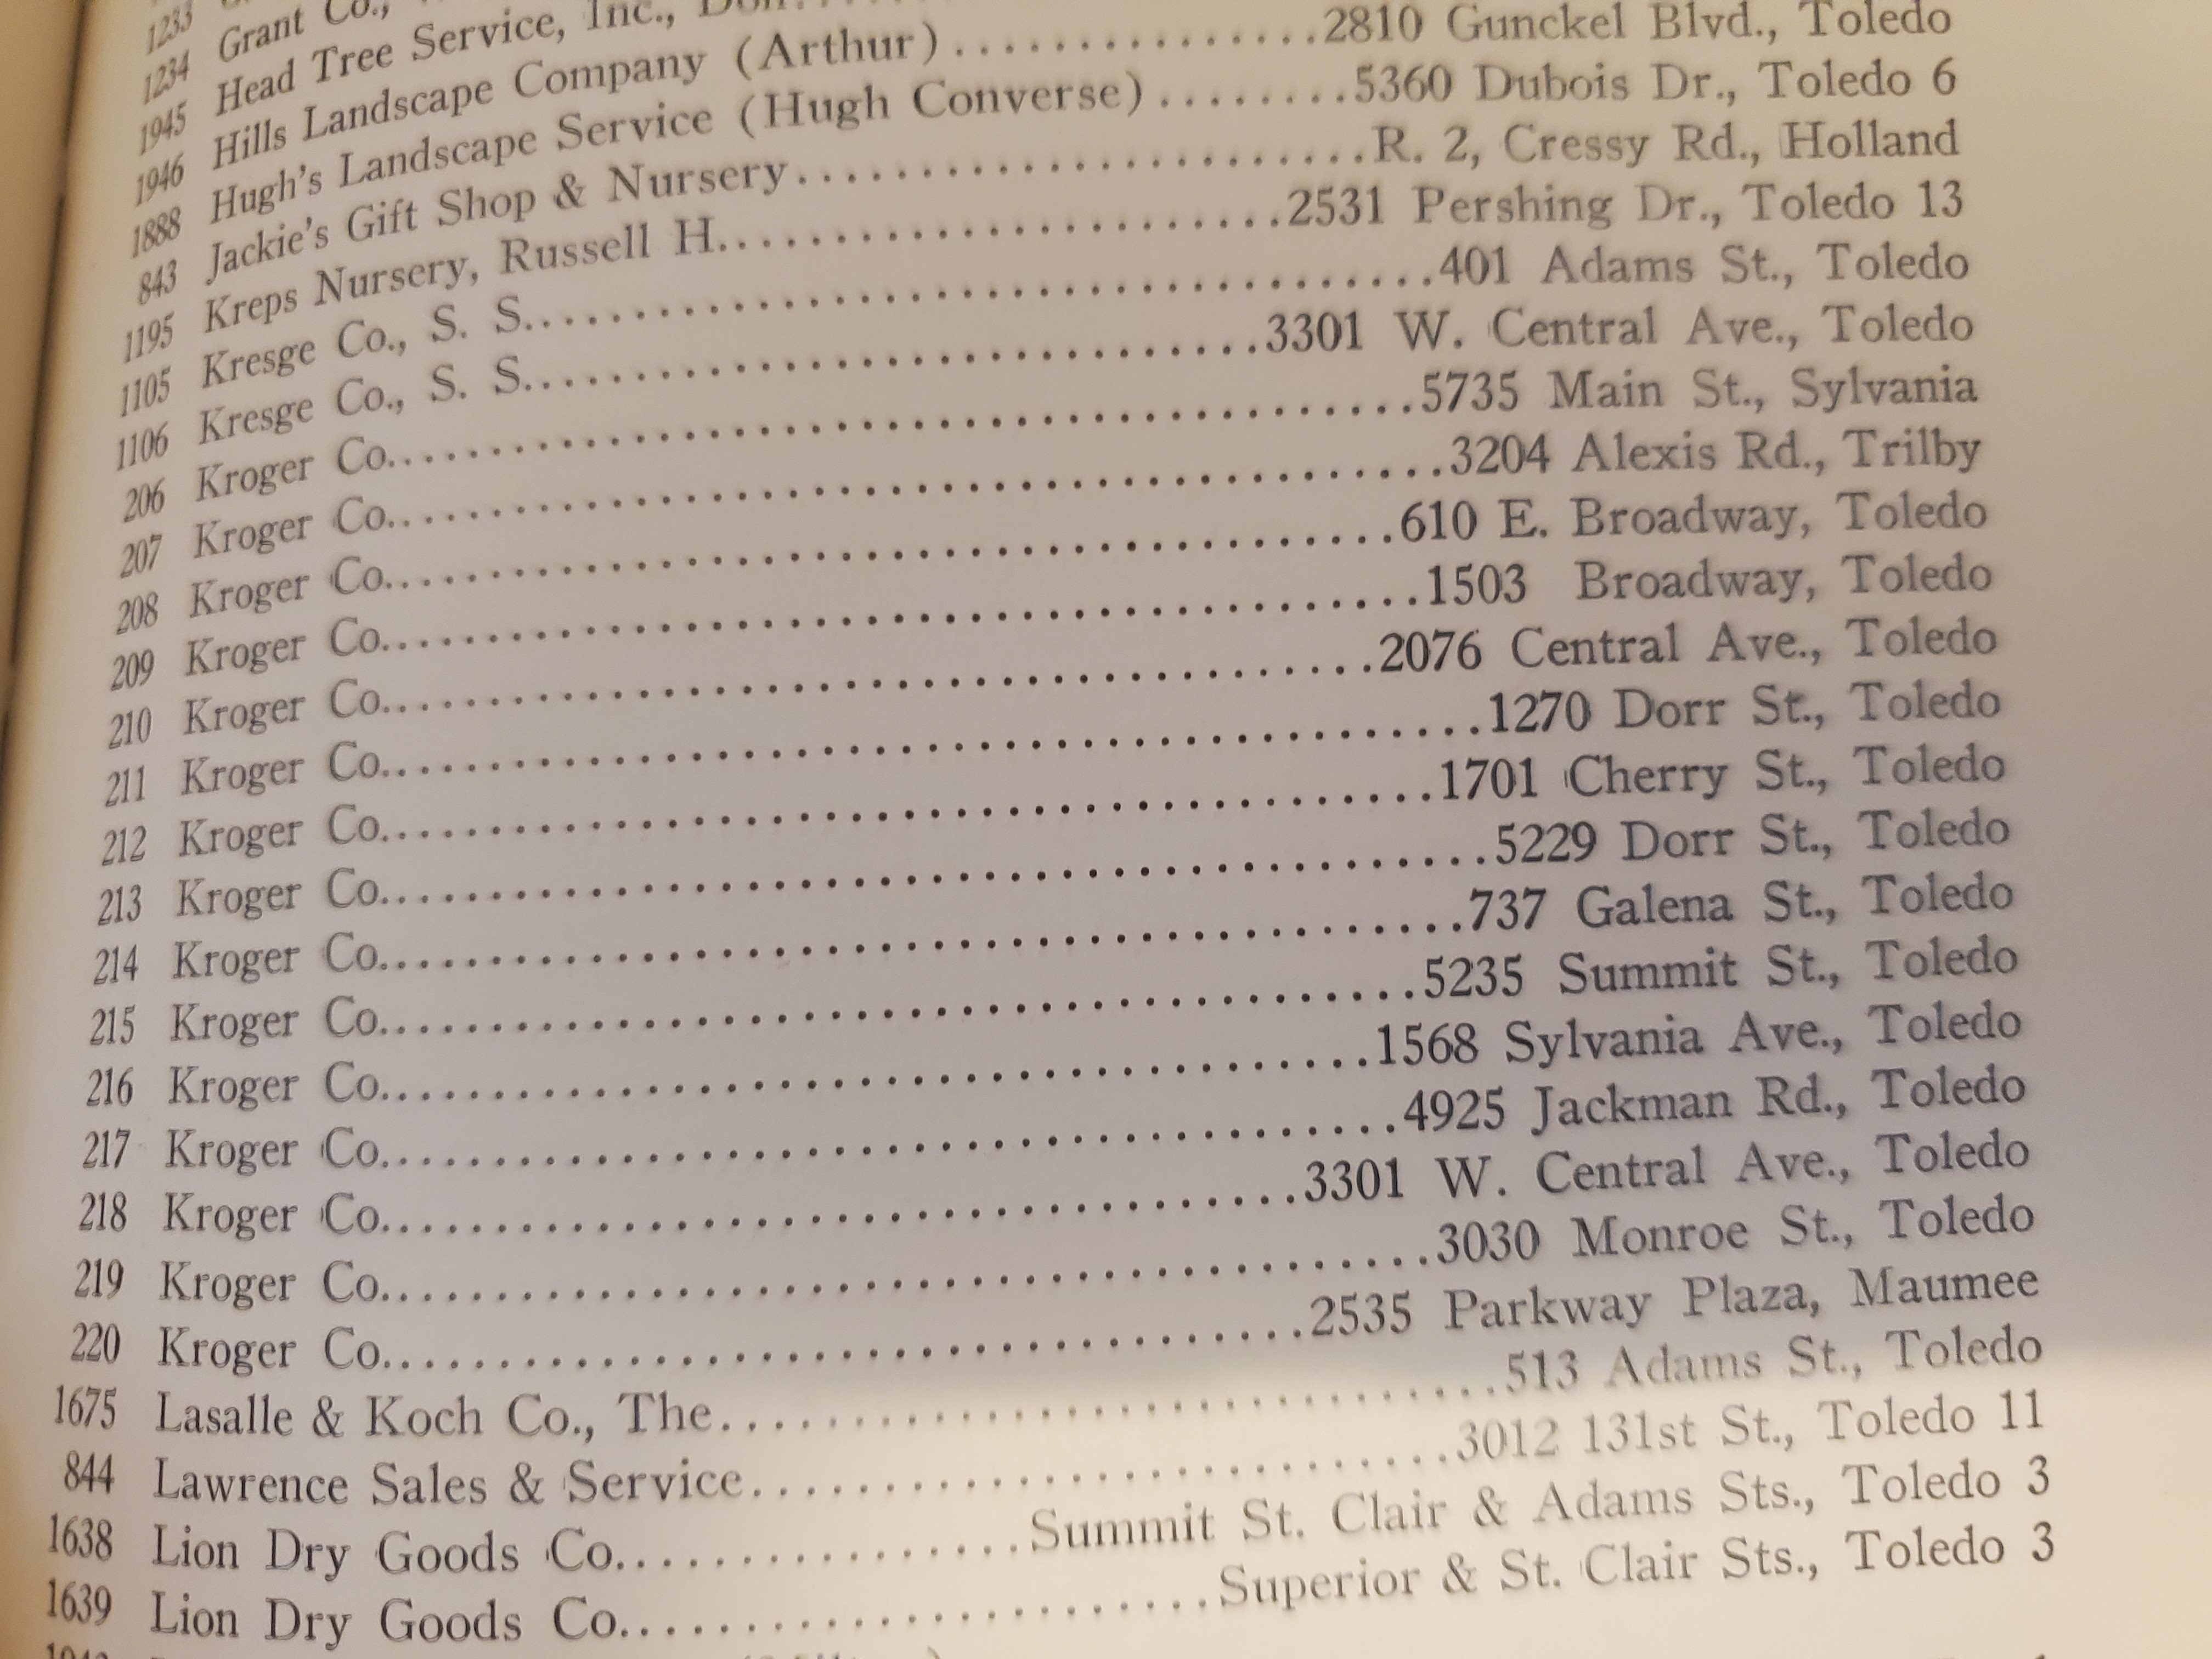 1233
1234 Grant Co.,
1945 Head Tree Service, Inc., Don
1946 Hills Landscape Company (Arthur)...............2810 Gunckel Blvd., Toledo
1888 Hugh's Landscape Service (Hugh Converse)........5360 Dubois Dr., Toledo 6
843 Jackie's Gift Shop & Nursery.......................R. 2, Cressy Rd., Holland
1195 Kreps Nursery, Russell H.......................2531 Pershing Dr., Toledo 13
1105 Kresge Co., S. S....................................401 Adams St., Toledo
1106 Kresge Co., S. S.............................3301 W. Central Ave., Toledo
206 Kroger Co.......................................5735 Main St., Sylvania
207 Kroger Co........................................3204 Alexis Rd., Trilby
208 Kroger Co......................................610 E. Broadway, Toledo
209 Kroger Co.......................................1503 Broadway, Toledo
210 Kroger Co.....................................2076 Central Ave., Toledo
211 Kroger Co.........................................1270 Dorr St., Toledo
212 Kroger Co.......................................1701 Cherry St., Toledo
213 Kroger Co.........................................5229 Dorr St., Toledo
214 Kroger Co........................................737 Galena St., Toledo
215 Kroger Co......................................5235 Summit St., Toledo
216 Kroger Co....................................1568 Sylvania Ave., Toledo
217 Kroger Co.....................................4925 Jackman Rd., Toledo
218 Kroger Co.................................3301 W. Central Ave., Toledo
219 Kroger Co......................................3030 Monroe St., Toledo
220 Kroger Co.................................2535 Parkway Plaza, Maumee
1675 Lasalle & Koch Co., The..............................513 Adams St., Toledo
844 Lawrence Sales & Service...........................3012 131st St., Toledo 11
1638 Lion Dry Goods Co................Summit St. Clair & Adams Sts., Toledo 3
1639 Lion Dry Goods Co.......................Superior & St. Clair Sts., Toledo 3